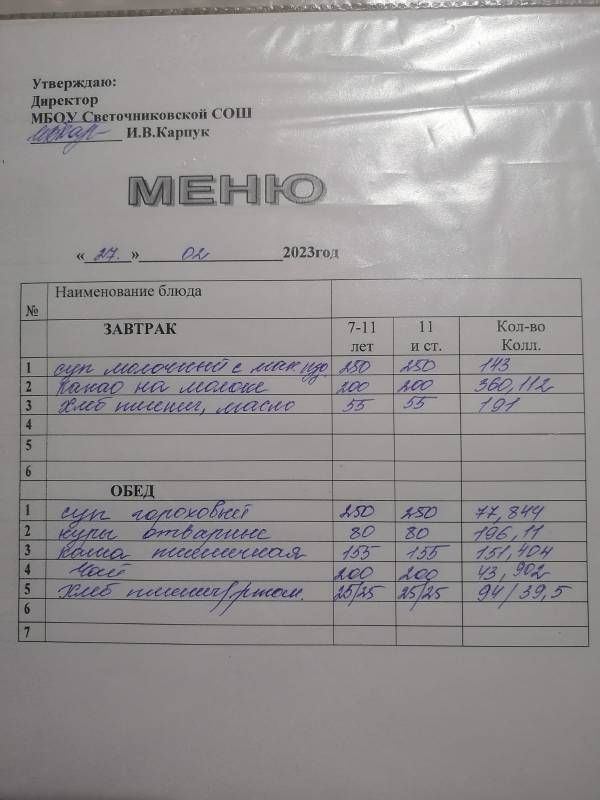 Утверждаю:
Директор
МБОУ Светочниковской СОШ
И.В.Карпук
МЕНЮ
« 27. » 02 2023год
№ Наименование блюда
ЗАВТРАК 7-11 лет 11 и ст. Кол-во Колл.
1 суп молочный с мак изд. 250 250 143
2 какао на молоке 200 200 360,112
3 хлеб пшенич, масло 55 55 191
4
5
6
ОБЕД
1 суп гороховый 250 250 77,844
2 куры отварные 80 80 196,11
3 каша пшеничная 155 155 151,404
4 Чай 200 200 43,902
5 хлеб пшенич/ржан. 25/25 25/25 94/39,5
6
7